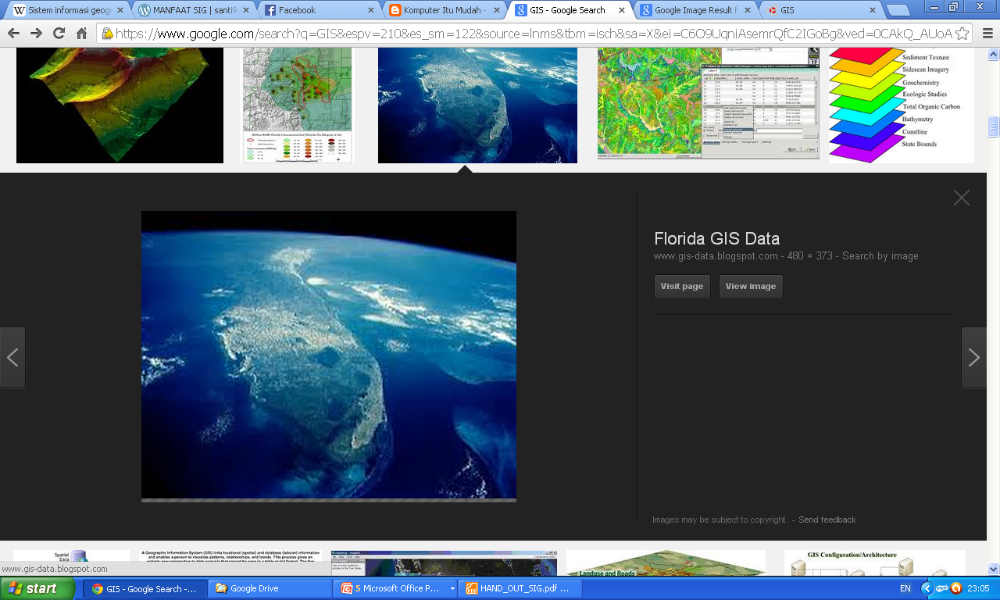 Sistem informasi geog
MANFAAT SIG | santi9
Facebook
Komputer Itu Mudah -
GIS - Google Search
Google Image Result f
GIS
https://www.google.com/search?q=GIS&espv=210&es_sm=122&source=lnms&tbm=isch&sa=X&ei=C6O9UqniAsemrQfC2IGoBg&ved=0CAkQ_AUoA
Sediment Texture
Sidescan Imagery
Geochemistry
Ecologic Studies
Total Organic Carbon
Bathymetry
Coastline
State Bounds
Florida GIS Data
www.gis-data.blogspot.com - 480 × 373 - Search by image
Visit page
View image
Images may be subject to copyright. - Send feedback
Spatial
Data
A Geographic Information System (GIS) links locational (spatial) and database (tabular) information
and enables a person to visualize patterns, relationships, and trends. This process gives an
Landuse and Roads
GIS Configuration/Architecture
www.gis-data.blogspot.com
start
GIS - Google Search -...
Google Drive
5 Microsoft Office P...
HAND_OUT_SIG.pdf ...
EN
23:05